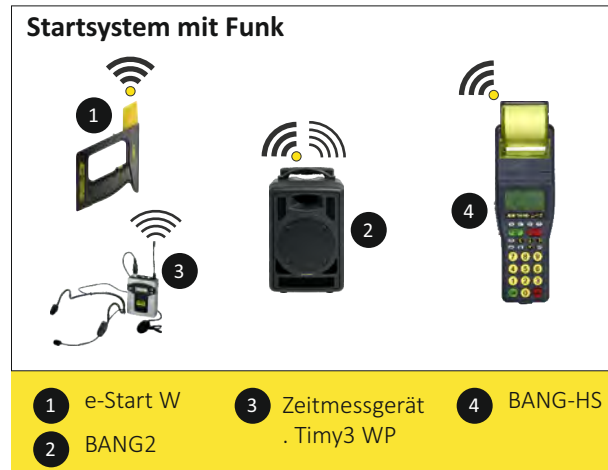 Startsystem mit Funk
1
2
3
4
1 e-Start W
2 BANG2
3 Zeitmessgerät
. Timy3 WP
4 BANG-HS